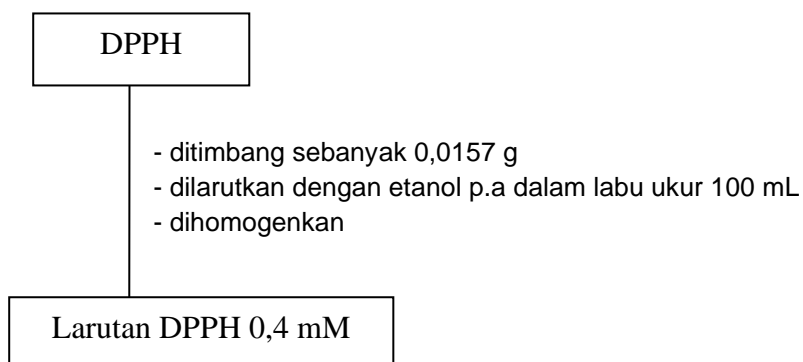 DPPH
- ditimbang sebanyak 0,0157 g
- dilarutkan dengan etanol p.a dalam labu ukur 100 mL
- dihomogenkan
Larutan DPPH 0,4 mM